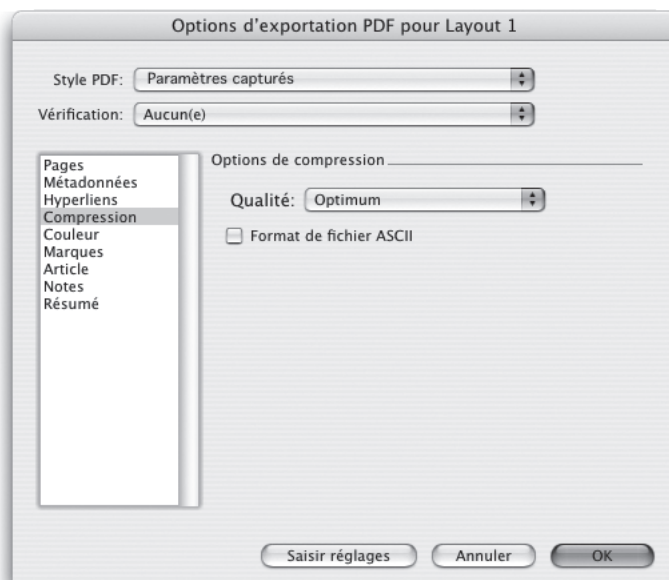 Options d'exportation PDF pour Layout 1
Style PDF: Paramètres capturés
Vérification: Aucun(e)
Pages
Métadonnées
Hyperliens
Compression
Couleur
Marques
Article
Notes
Résumé
Options de compression
Qualité: Optimum
Format de fichier ASCII
Saisir réglages
Annuler
OK